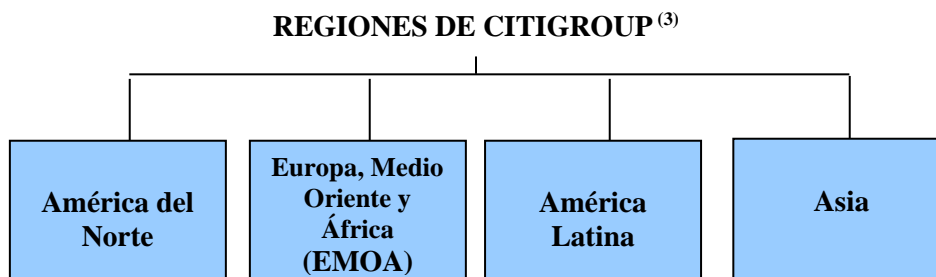 REGIONES DE CITIGROUP (3)
América del
Norte
Europa, Medio
Oriente y
África
(EMOA)
América
Latina
Asia